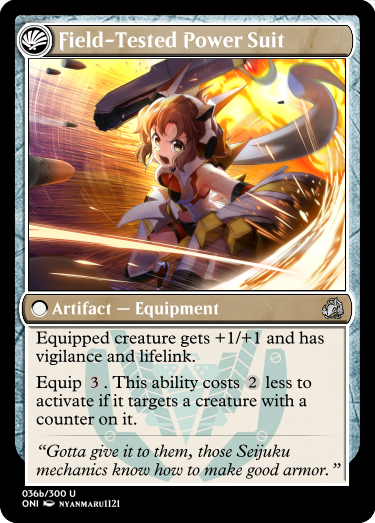 Field-Tested Power Suit
Artifact — Equipment
Equipped creature gets +1/+1 and has
vigilance and lifelink.
Equip 3. This ability costs 2 less to
activate if it targets a creature with a
counter on it.
“Gotta give it to them, those Seijuku
mechanics know how to make good armor.”
036b/300 U
ONI NYANMARU1121